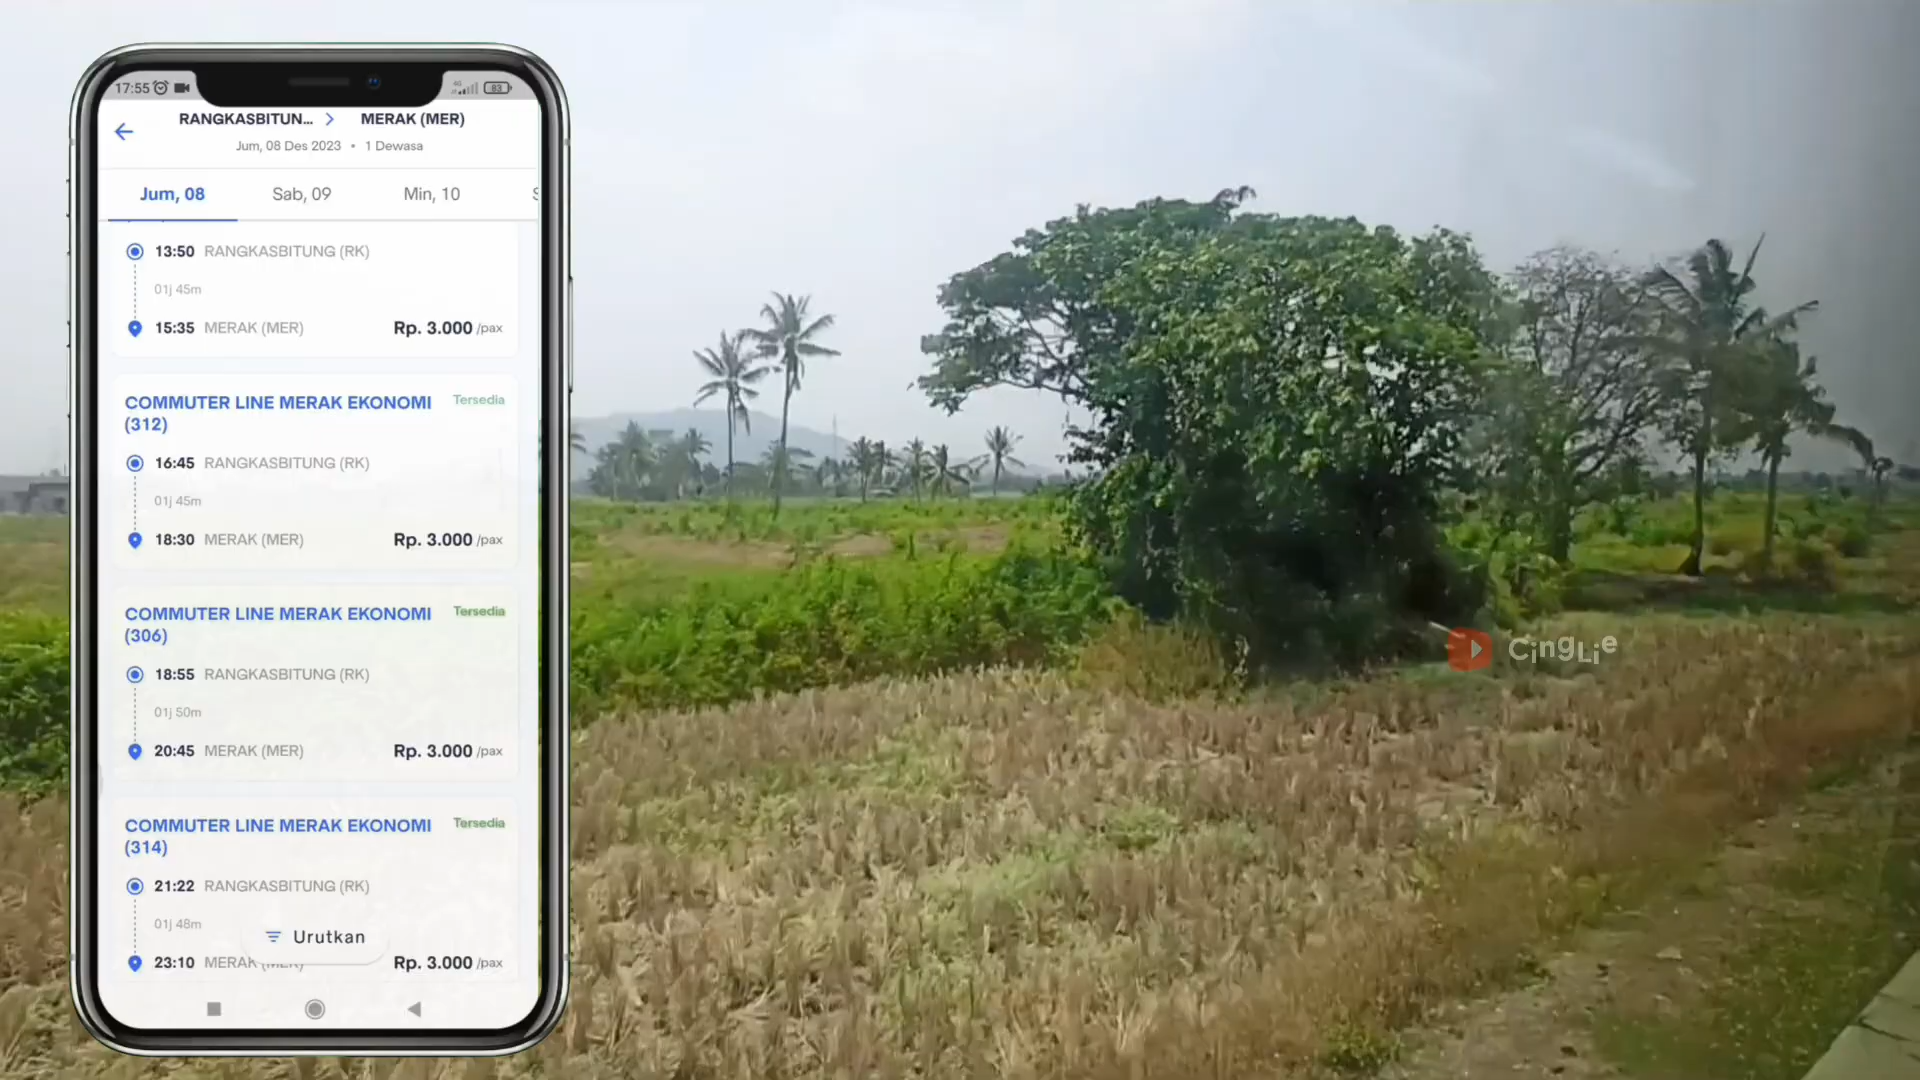 17:55
83
RANGKASBITUN... > MERAK (MER)
Jum, 08 Des 2023 • 1 Dewasa
Jum, 08 Sab, 09 Min, 10
13:50 RANGKASBITUNG (RK)
01j 45m
15:35 MERAK (MER) Rp. 3.000 /pax
COMMUTER LINE MERAK EKONOMI Tersedia
(312)
16:45 RANGKASBITUNG (RK)
01j 45m
18:30 MERAK (MER) Rp. 3.000 /pax
COMMUTER LINE MERAK EKONOMI Tersedia
(306)
18:55 RANGKASBITUNG (RK)
01j 50m
20:45 MERAK (MER) Rp. 3.000 /pax
COMMUTER LINE MERAK EKONOMI Tersedia
(314)
21:22 RANGKASBITUNG (RK)
01j 48m
Urutkan
23:10 MERAK (MER) Rp. 3.000 /pax
CingLie